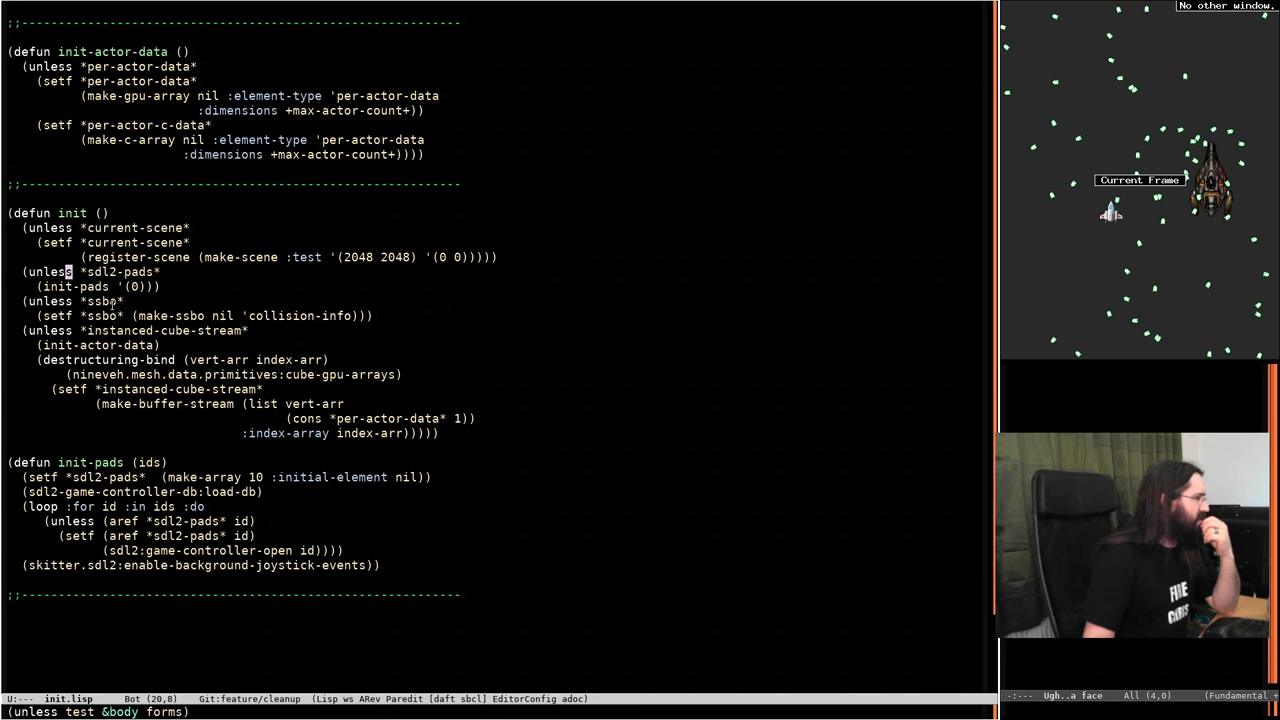 ;;--------------------------------------------------------------
(defun init-actor-data ()
  (unless *per-actor-data*
    (setf *per-actor-data*
          (make-gpu-array nil :element-type 'per-actor-data
                          :dimensions +max-actor-count+))
    (setf *per-actor-c-data*
          (make-c-array nil :element-type 'per-actor-data
                        :dimensions +max-actor-count+))))
;;--------------------------------------------------------------
(defun init ()
  (unless *current-scene*
    (setf *current-scene*
          (register-scene (make-scene :test '(2048 2048) '(0 0)))))
  (unless *sdl2-pads*
    (init-pads '(0)))
  (unless *ssbo*
    (setf *ssbo* (make-ssbo nil 'collision-info)))
  (unless *instanced-cube-stream*
    (init-actor-data)
    (destructuring-bind (vert-arr index-arr)
        (nineveh.mesh.data.primitives:cube-gpu-arrays)
      (setf *instanced-cube-stream*
            (make-buffer-stream (list vert-arr
                                      (cons *per-actor-data* 1))
                                :index-array index-arr)))))
(defun init-pads (ids)
  (setf *sdl2-pads*  (make-array 10 :initial-element nil))
  (sdl2-game-controller-db:load-db)
  (loop :for id :in ids :do
     (unless (aref *sdl2-pads* id)
       (setf (aref *sdl2-pads* id)
             (sdl2:game-controller-open id))))
  (skitter.sdl2:enable-background-joystick-events))
;;--------------------------------------------------------------
U:---  init.lisp      Bot (20,8)    Git:feature/cleanup  (Lisp ws ARev Paredit [daft sbcl] EditorConfig adoc)
(unless test &body forms)
No other window.
Current Frame
FIRE
-:---  Ugh..a face    All (4,0)     (Fundamental +